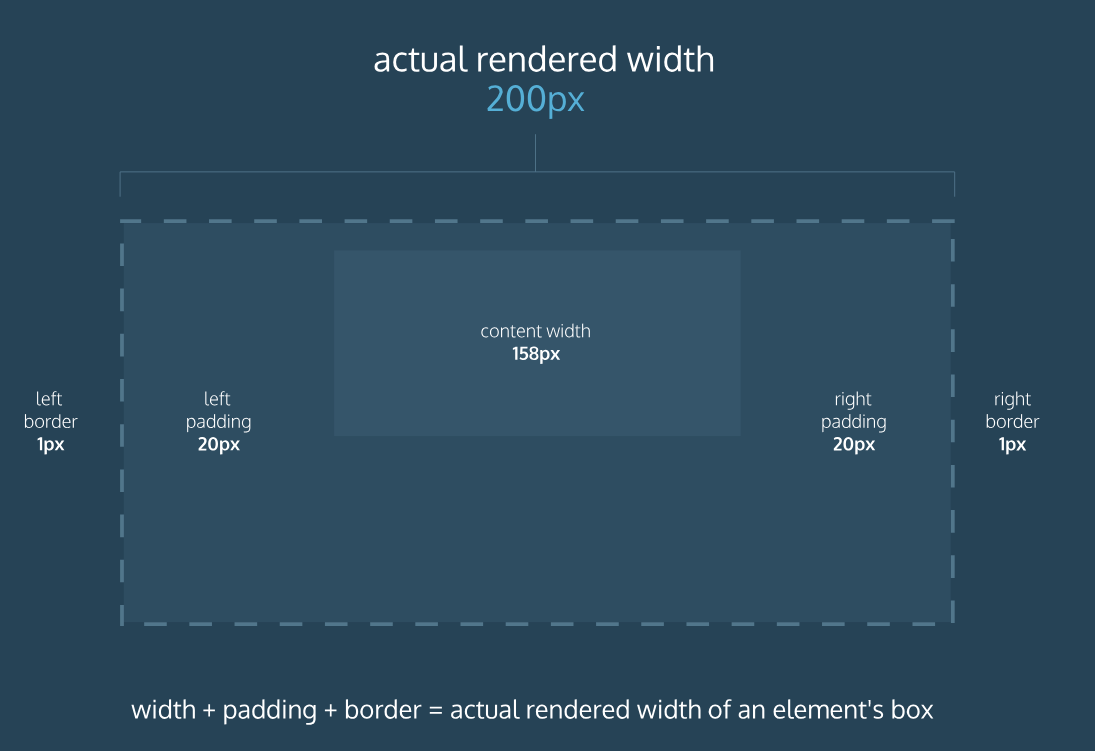 actual rendered width
200px
content width
158px
left
border
1px
left
padding
20px
right
padding
20px
right
border
1px
width + padding + border = actual rendered width of an element's box